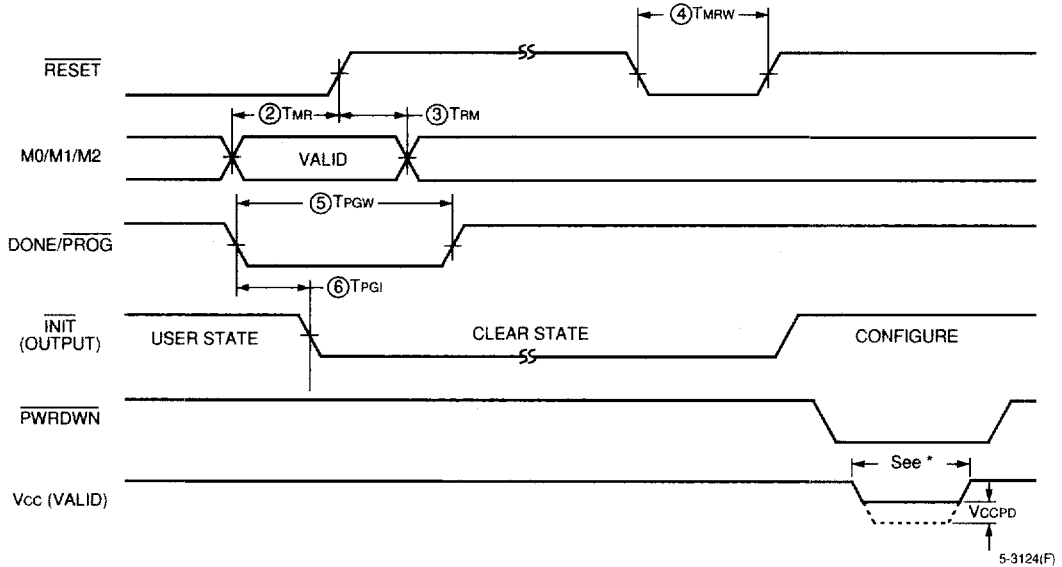 ④TMRW
RESET
②TMR
③TRM
M0/M1/M2
VALID
⑤TPGW
DONE/PROG
⑥TPGI
INIT
(OUTPUT)
USER STATE
CLEAR STATE
CONFIGURE
PWRDWN
See *
VCC (VALID)
VCCPD
5-3124(F)